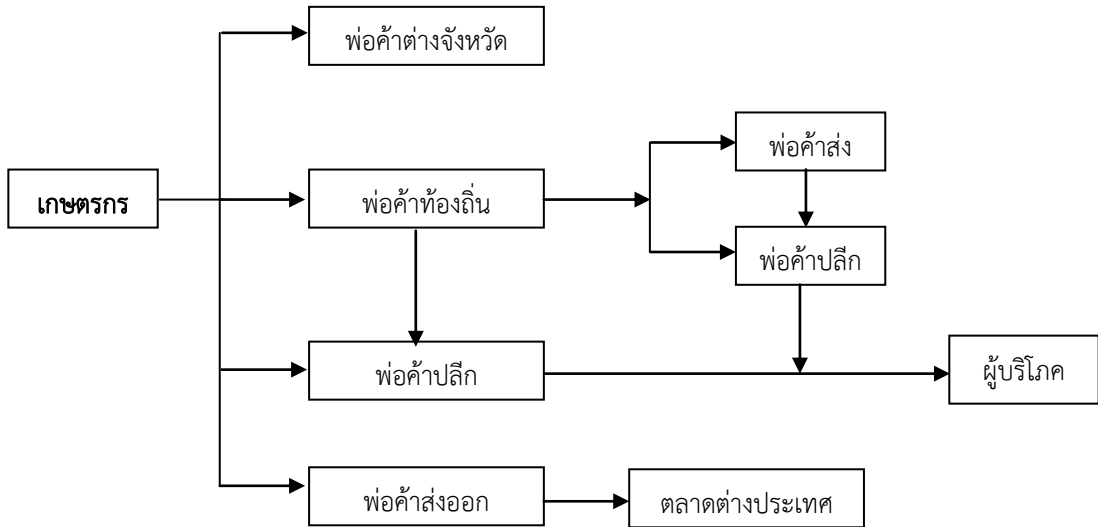 พ่อค้าต่างจังหวัด
พ่อค้าส่ง
เกษตรกร
พ่อค้าท้องถิ่น
พ่อค้าปลีก
พ่อค้าปลีก
ผู้บริโภค
พ่อค้าส่งออก
ตลาดต่างประเทศ